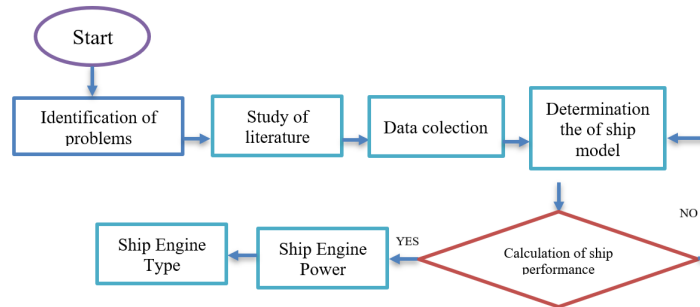 Start
Identification of
problems
Study of
literature
Data colection
Determination
the of ship
model
NO
Calculation of ship
performance
YES
Ship Engine
Power
Ship Engine
Type